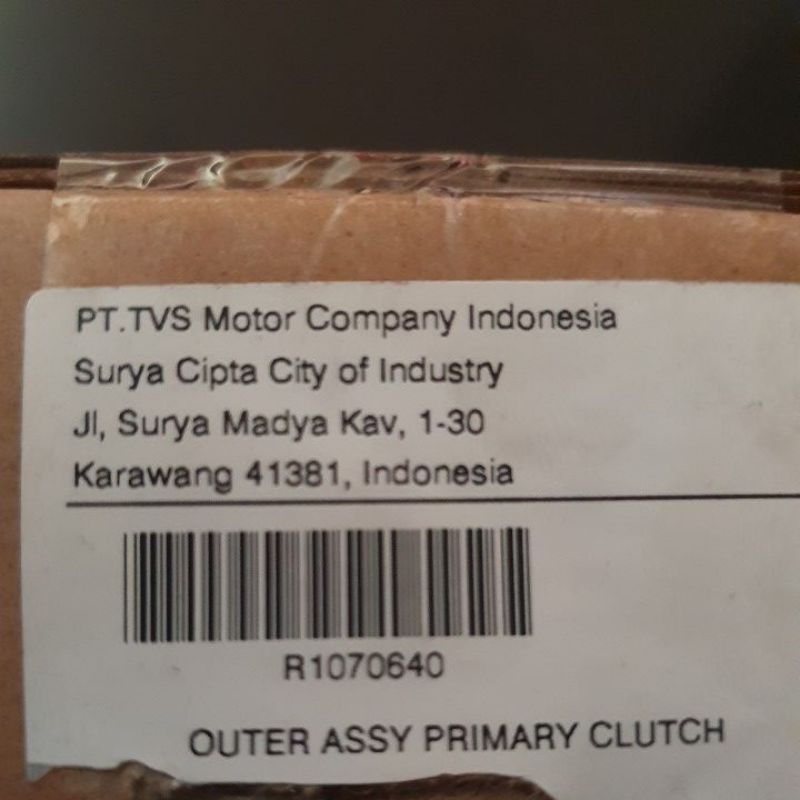 PT.TVS Motor Company Indonesia
Surya Cipta City of Industry
Jl, Surya Madya Kav, 1-30
Karawang 41381, Indonesia
R1070640
OUTER ASSY PRIMARY CLUTCH